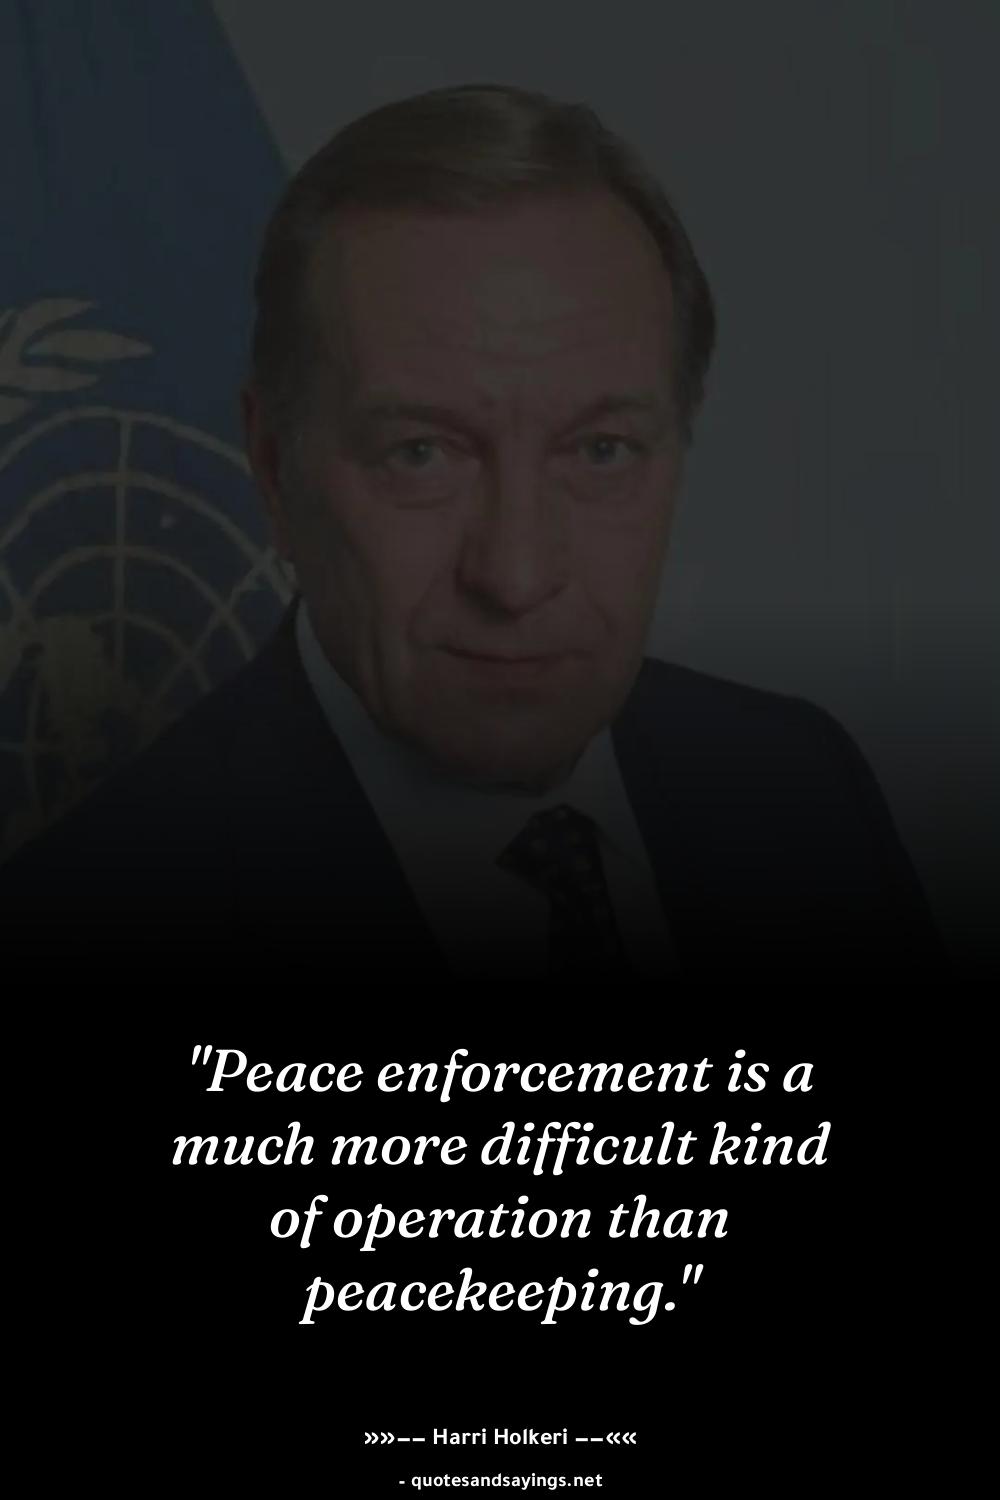 "Peace enforcement is a
much more difficult kind
of operation than
peacekeeping."
»»−− Harri Holkeri −−««
- quotesandsayings.net